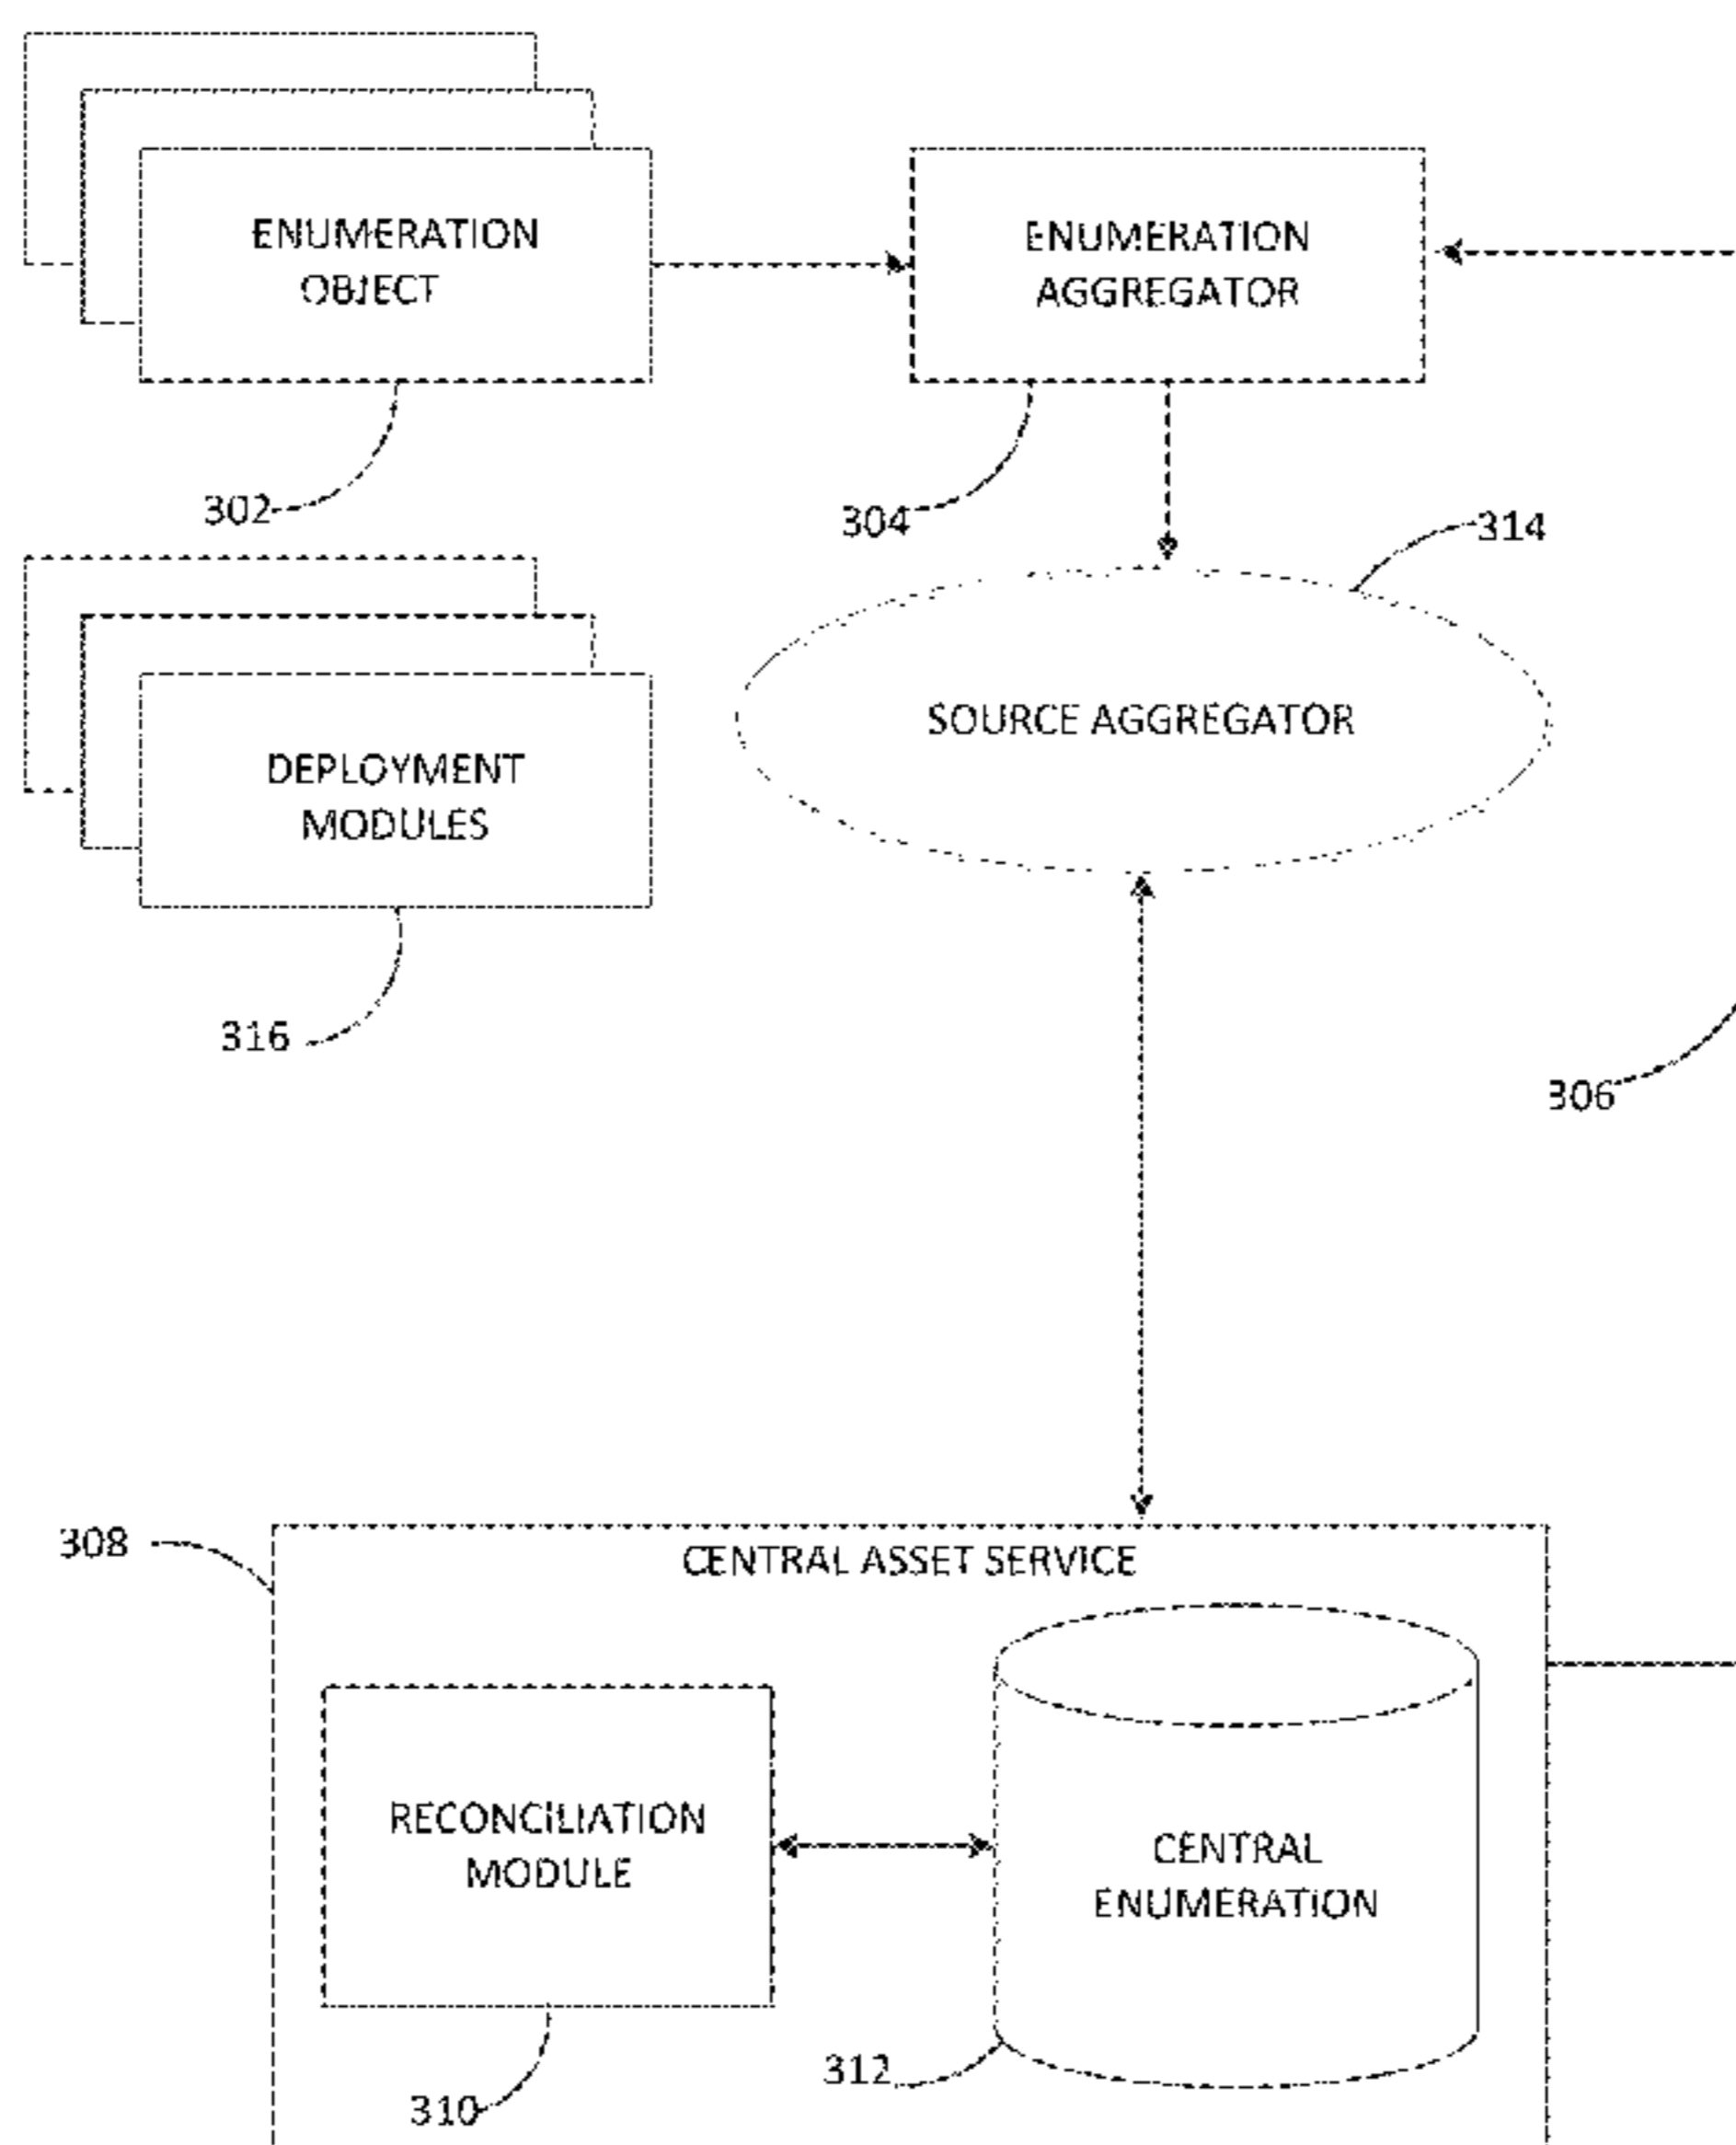 ENUMERATION
OBJECT
ENUMERATION
AGGREGATOR
302
304
314
SOURCE AGGREGATOR
DEPLOYMENT
MODULES
316
306
308
CENTRAL ASSET SERVICE
RECONCILIATION
MODULE
CENTRAL
ENUMERATION
312
310